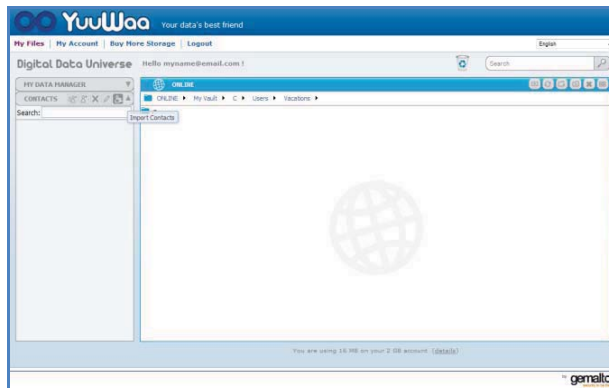 YuuWaa Your data's best friend
My Files | My Account | Buy More Storage | Logout
English
Digital Data Universe Hello myname@email.com !
Search
MY DATA MANAGER
ONLINE
CONTACTS
ONLINE My Vault C Users Vacations
Search:
Import Contacts
You are using 16 MB on your 2 GB account (details)
by gemalto